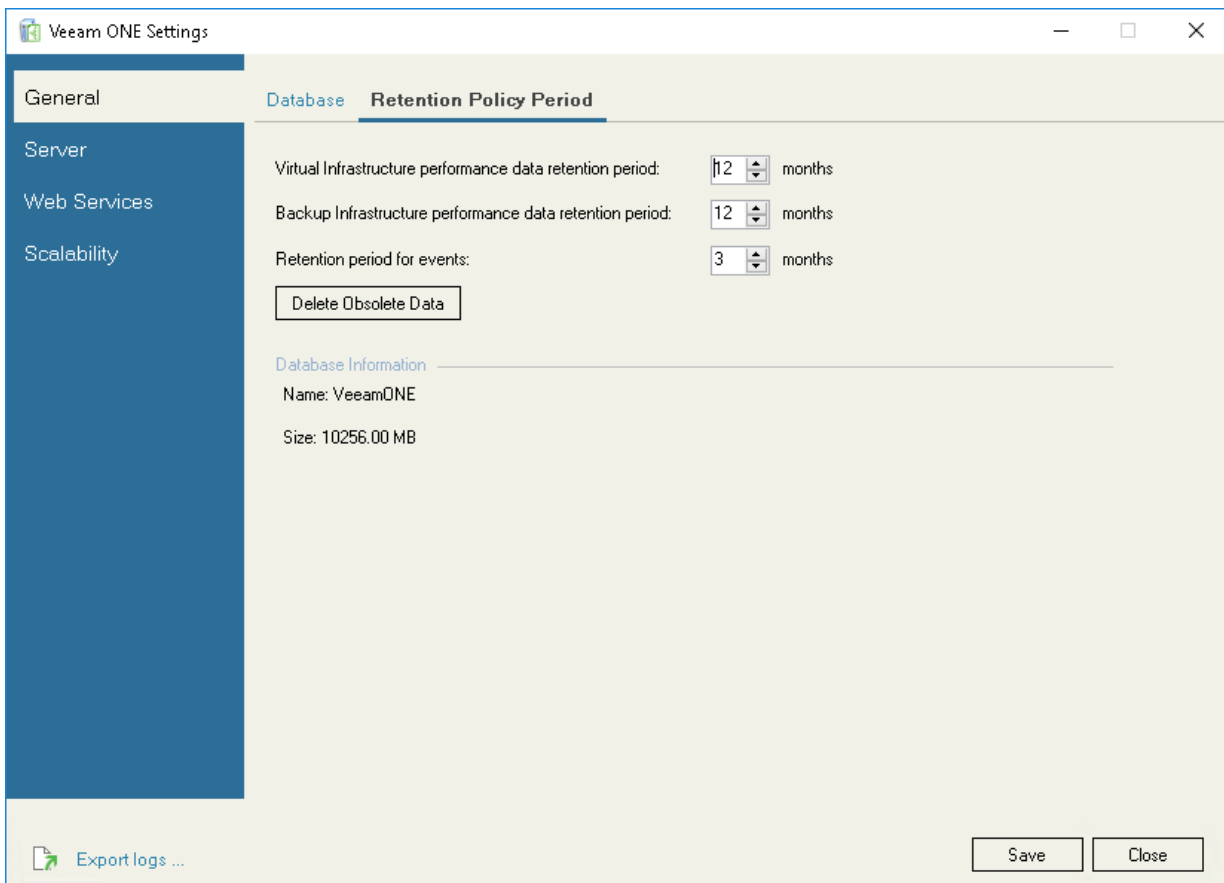 Veeam ONE Settings
General
Server
Web Services
Scalability
Database Retention Policy Period
Virtual Infrastructure performance data retention period: 12 months
Backup Infrastructure performance data retention period: 12 months
Retention period for events: 3 months
Delete Obsolete Data
Database Information
Name: VeeamONE
Size: 10256.00 MB
Export logs ...
Save Close